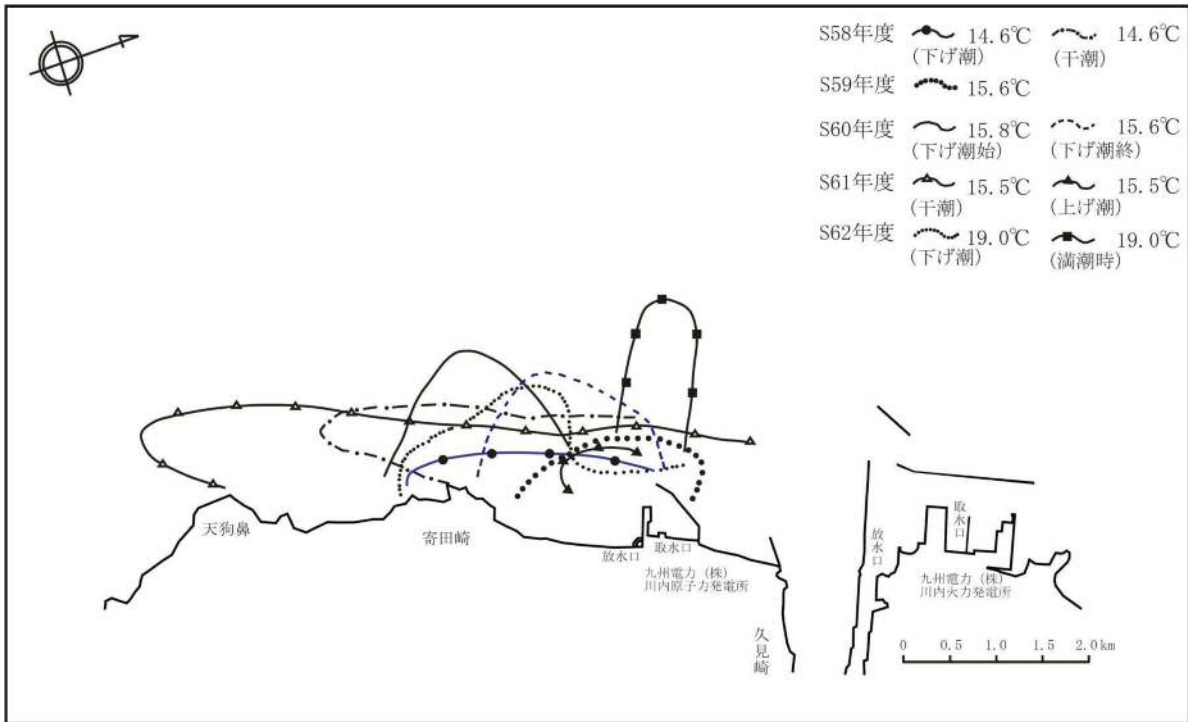 S58年度 14.6℃ 14.6℃
(下げ潮) (干潮)
S59年度 15.6℃
S60年度 15.8℃ 15.6℃
(下げ潮始) (下げ潮終)
S61年度 15.5℃ 15.5℃
(干潮) (上げ潮)
S62年度 19.0℃ 19.0℃
(下げ潮) (満潮時)
天狗鼻
寄田崎
放水口
取水口
九州電力（株）
川内原子力発電所
久見崎
放水口
取水口
九州電力（株）
川内火力発電所
0 0.5 1.0 1.5 2.0km